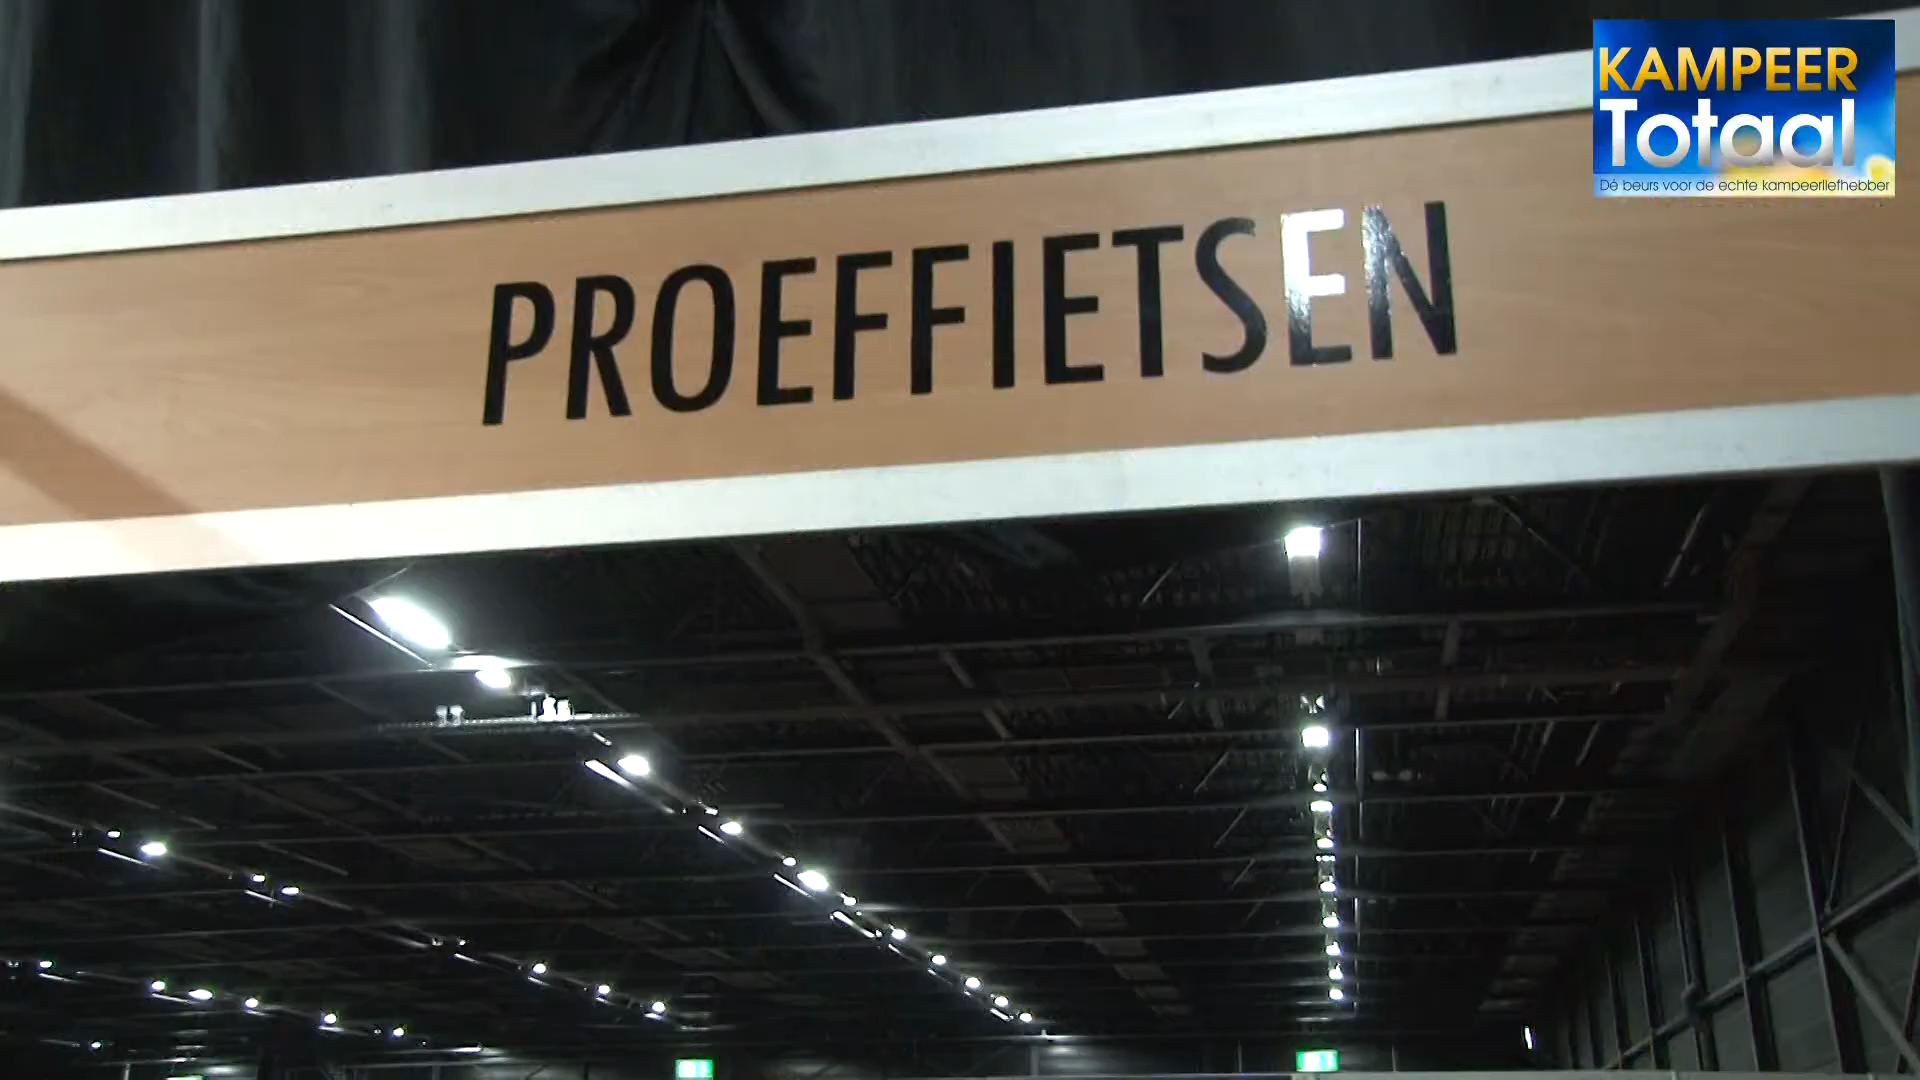 KAMPEER
Totaal
Dé beurs voor de echte kampeerliefhebber
PROEFFIETSEN